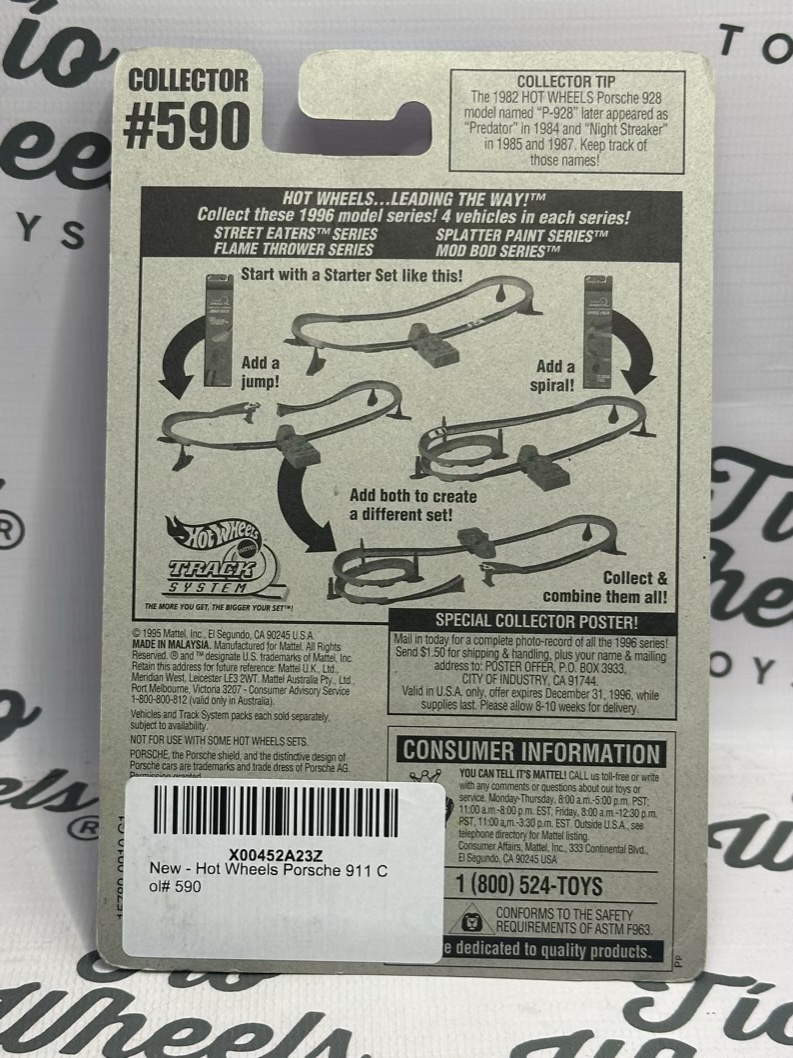 COLLECTOR
#590
COLLECTOR TIP
The 1982 HOT WHEELS Porsche 928
model named "P-928" later appeared as
"Predator" in 1984 and "Night Streaker"
in 1985 and 1987. Keep track of
those names!
HOT WHEELS...LEADING THE WAY!™
Collect these 1996 model series! 4 vehicles in each series!
STREET EATERS™ SERIES SPLATTER PAINT SERIES™
FLAME THROWER SERIES MOD BOD SERIES™
Start with a Starter Set like this!
Add a
jump!
Add a
spiral!
Add both to create
a different set!
Hot Wheels
MATTEL
TRACK
SYSTEM
THE MORE YOU GET, THE BIGGER YOUR SET™!
Collect &
combine them all!
SPECIAL COLLECTOR POSTER!
Mail in today for a complete photo-record of all the 1996 series!
Send $1.50 for shipping & handling, plus your name & mailing
address to: POSTER OFFER, P.O. BOX 3933,
CITY OF INDUSTRY, CA 91744.
Valid in U.S.A. only, offer expires December 31, 1996, while
supplies last. Please allow 8-10 weeks for delivery.
© 1995 Mattel, Inc., El Segundo, CA 90245 U.S.A.
MADE IN MALAYSIA. Manufactured for Mattel. All Rights
Reserved. ® and ™ designate U.S. trademarks of Mattel, Inc.
Retain this address for future reference: Mattel U.K., Ltd.,
Meridian West, Leicester LE3 2WT. Mattel Australia Pty., Ltd.,
Port Melbourne, Victoria 3207 - Consumer Advisory Service
1-800-800-812 (valid only in Australia).
Vehicles and Track System packs each sold separately,
subject to availability.
NOT FOR USE WITH SOME HOT WHEELS SETS.
PORSCHE, the Porsche shield, and the distinctive design of
Porsche cars are trademarks and trade dress of Porsche AG.
Permission granted.
CONSUMER INFORMATION
YOU CAN TELL IT'S MATTEL! CALL us toll-free or write
with any comments or questions about our toys or
service. Monday-Thursday, 8:00 a.m.-5:00 p.m. PST;
11:00 a.m.-8:00 p.m. EST; Friday, 8:00 a.m.-12:30 p.m.
PST, 11:00 a.m.-3:30 p.m. EST. Outside U.S.A., see
telephone directory for Mattel listing.
Consumer Affairs, Mattel, Inc., 333 Continental Blvd.,
El Segundo, CA 90245 USA
1 (800) 524-TOYS
CONFORMS TO THE SAFETY
REQUIREMENTS OF ASTM F963.
e dedicated to quality products.
PP
15780-0910 G1
X00452A23Z
New - Hot Wheels Porsche 911 C
ol# 590